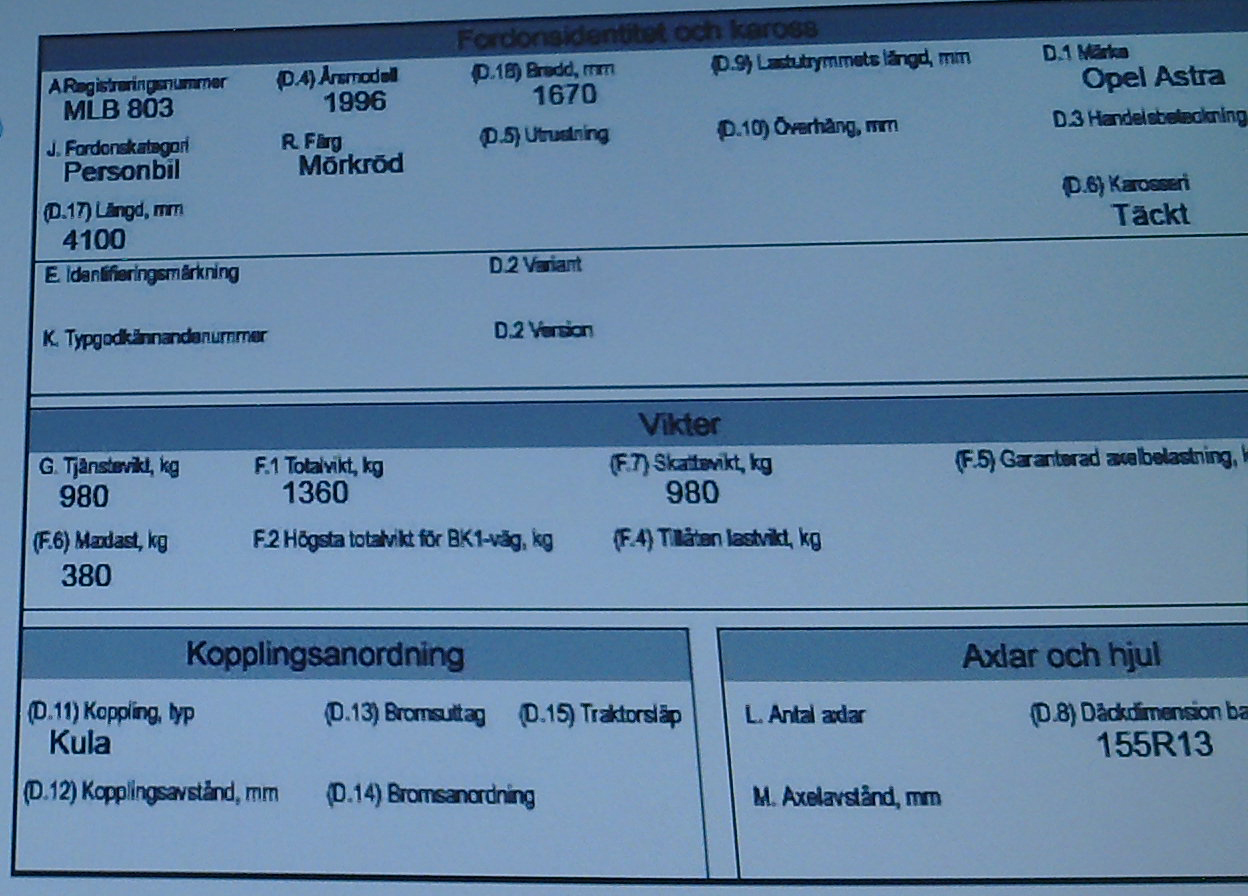 Fordonsidentitet och kaross
A Registreringsnummer (D.4) Årsmodell (D.18) Bredd, mm (D.9) Lastutrymmets längd, mm D.1 Märke
MLB 803 1996 1670 Opel Astra
J. Fordonskategori R. Färg (D.5) Utrustning (D.10) Överhäng, mm D.3 Handelsbeteckning
Personbil Mörkröd
(D.17) Längd, mm (D.6) Karosseri
4100 Täckt
E. Identifieringsmärkning D.2 Variant
K. Typgodkännandenummer D.2 Version
Vikter
G. Tjänstevikt, kg F.1 Totalvikt, kg (F.7) Skattevikt, kg (F.5) Garanterad axelbelastning, k
980 1360 980
(F.6) Maxlast, kg F.2 Högsta totalvikt för BK1-väg, kg (F.4) Tillåten lastvikt, kg
380
Kopplingsanordning
(D.11) Koppling, typ (D.13) Bromsuttag (D.15) Traktorsläp
Kula
(D.12) Kopplingsavstånd, mm (D.14) Bromsanordning
Axlar och hjul
L. Antal axlar (D.8) Däckdimension ba
155R13
M. Axelavstånd, mm